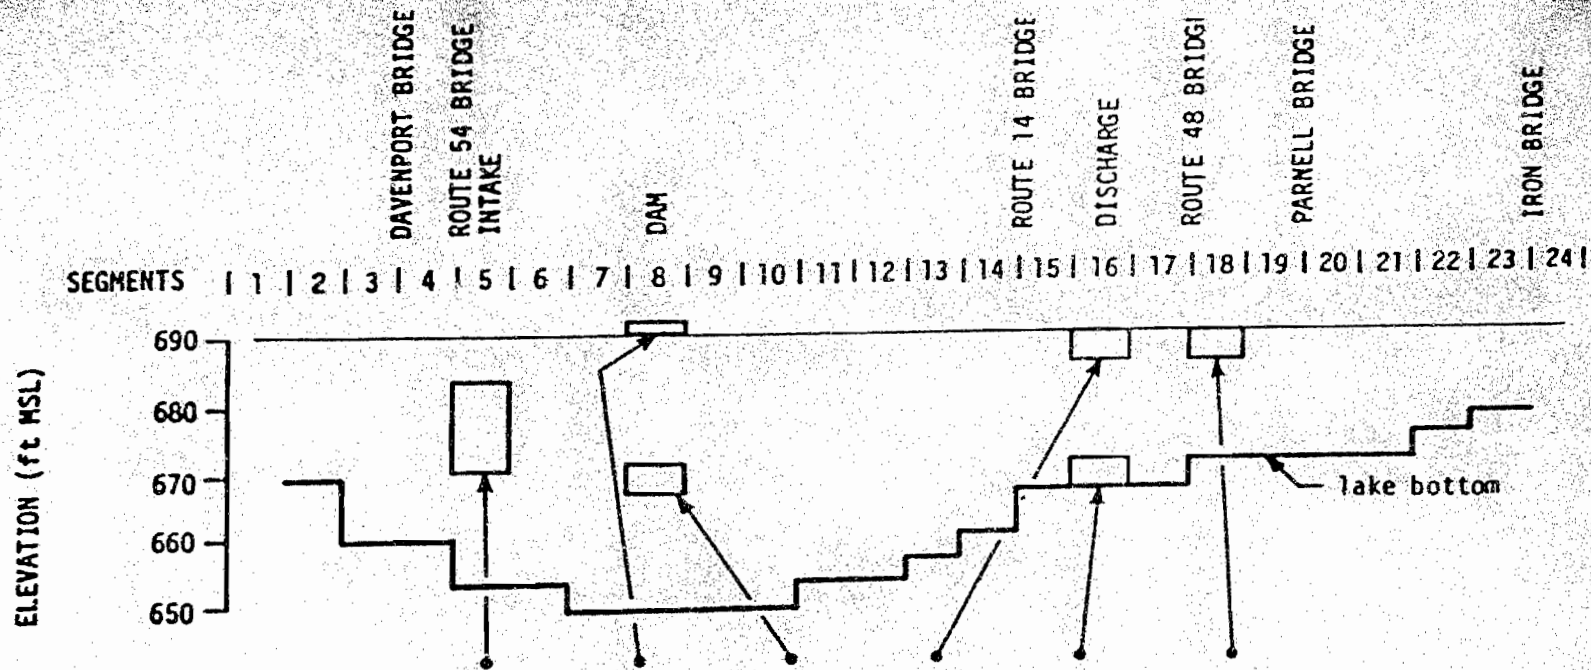 DAVENPORT BRIDGE
ROUTE 54 BRIDGE
INTAKE
DAM
ROUTE 14 BRIDGE
DISCHARGE
ROUTE 48 BRIDG
PARNELL BRIDGE
IRON BRIDGE
SEGMENTS | 1 | 2 | 3 | 4 | 5 | 6 | 7 | 8 | 9 | 10 | 11 | 12 | 13 | 14 | 15 | 16 | 17 | 18 | 19 | 20 | 21 | 22 | 23 | 24 |
ELEVATION (ft MSL)
690
680
670
660
650
lake bottom